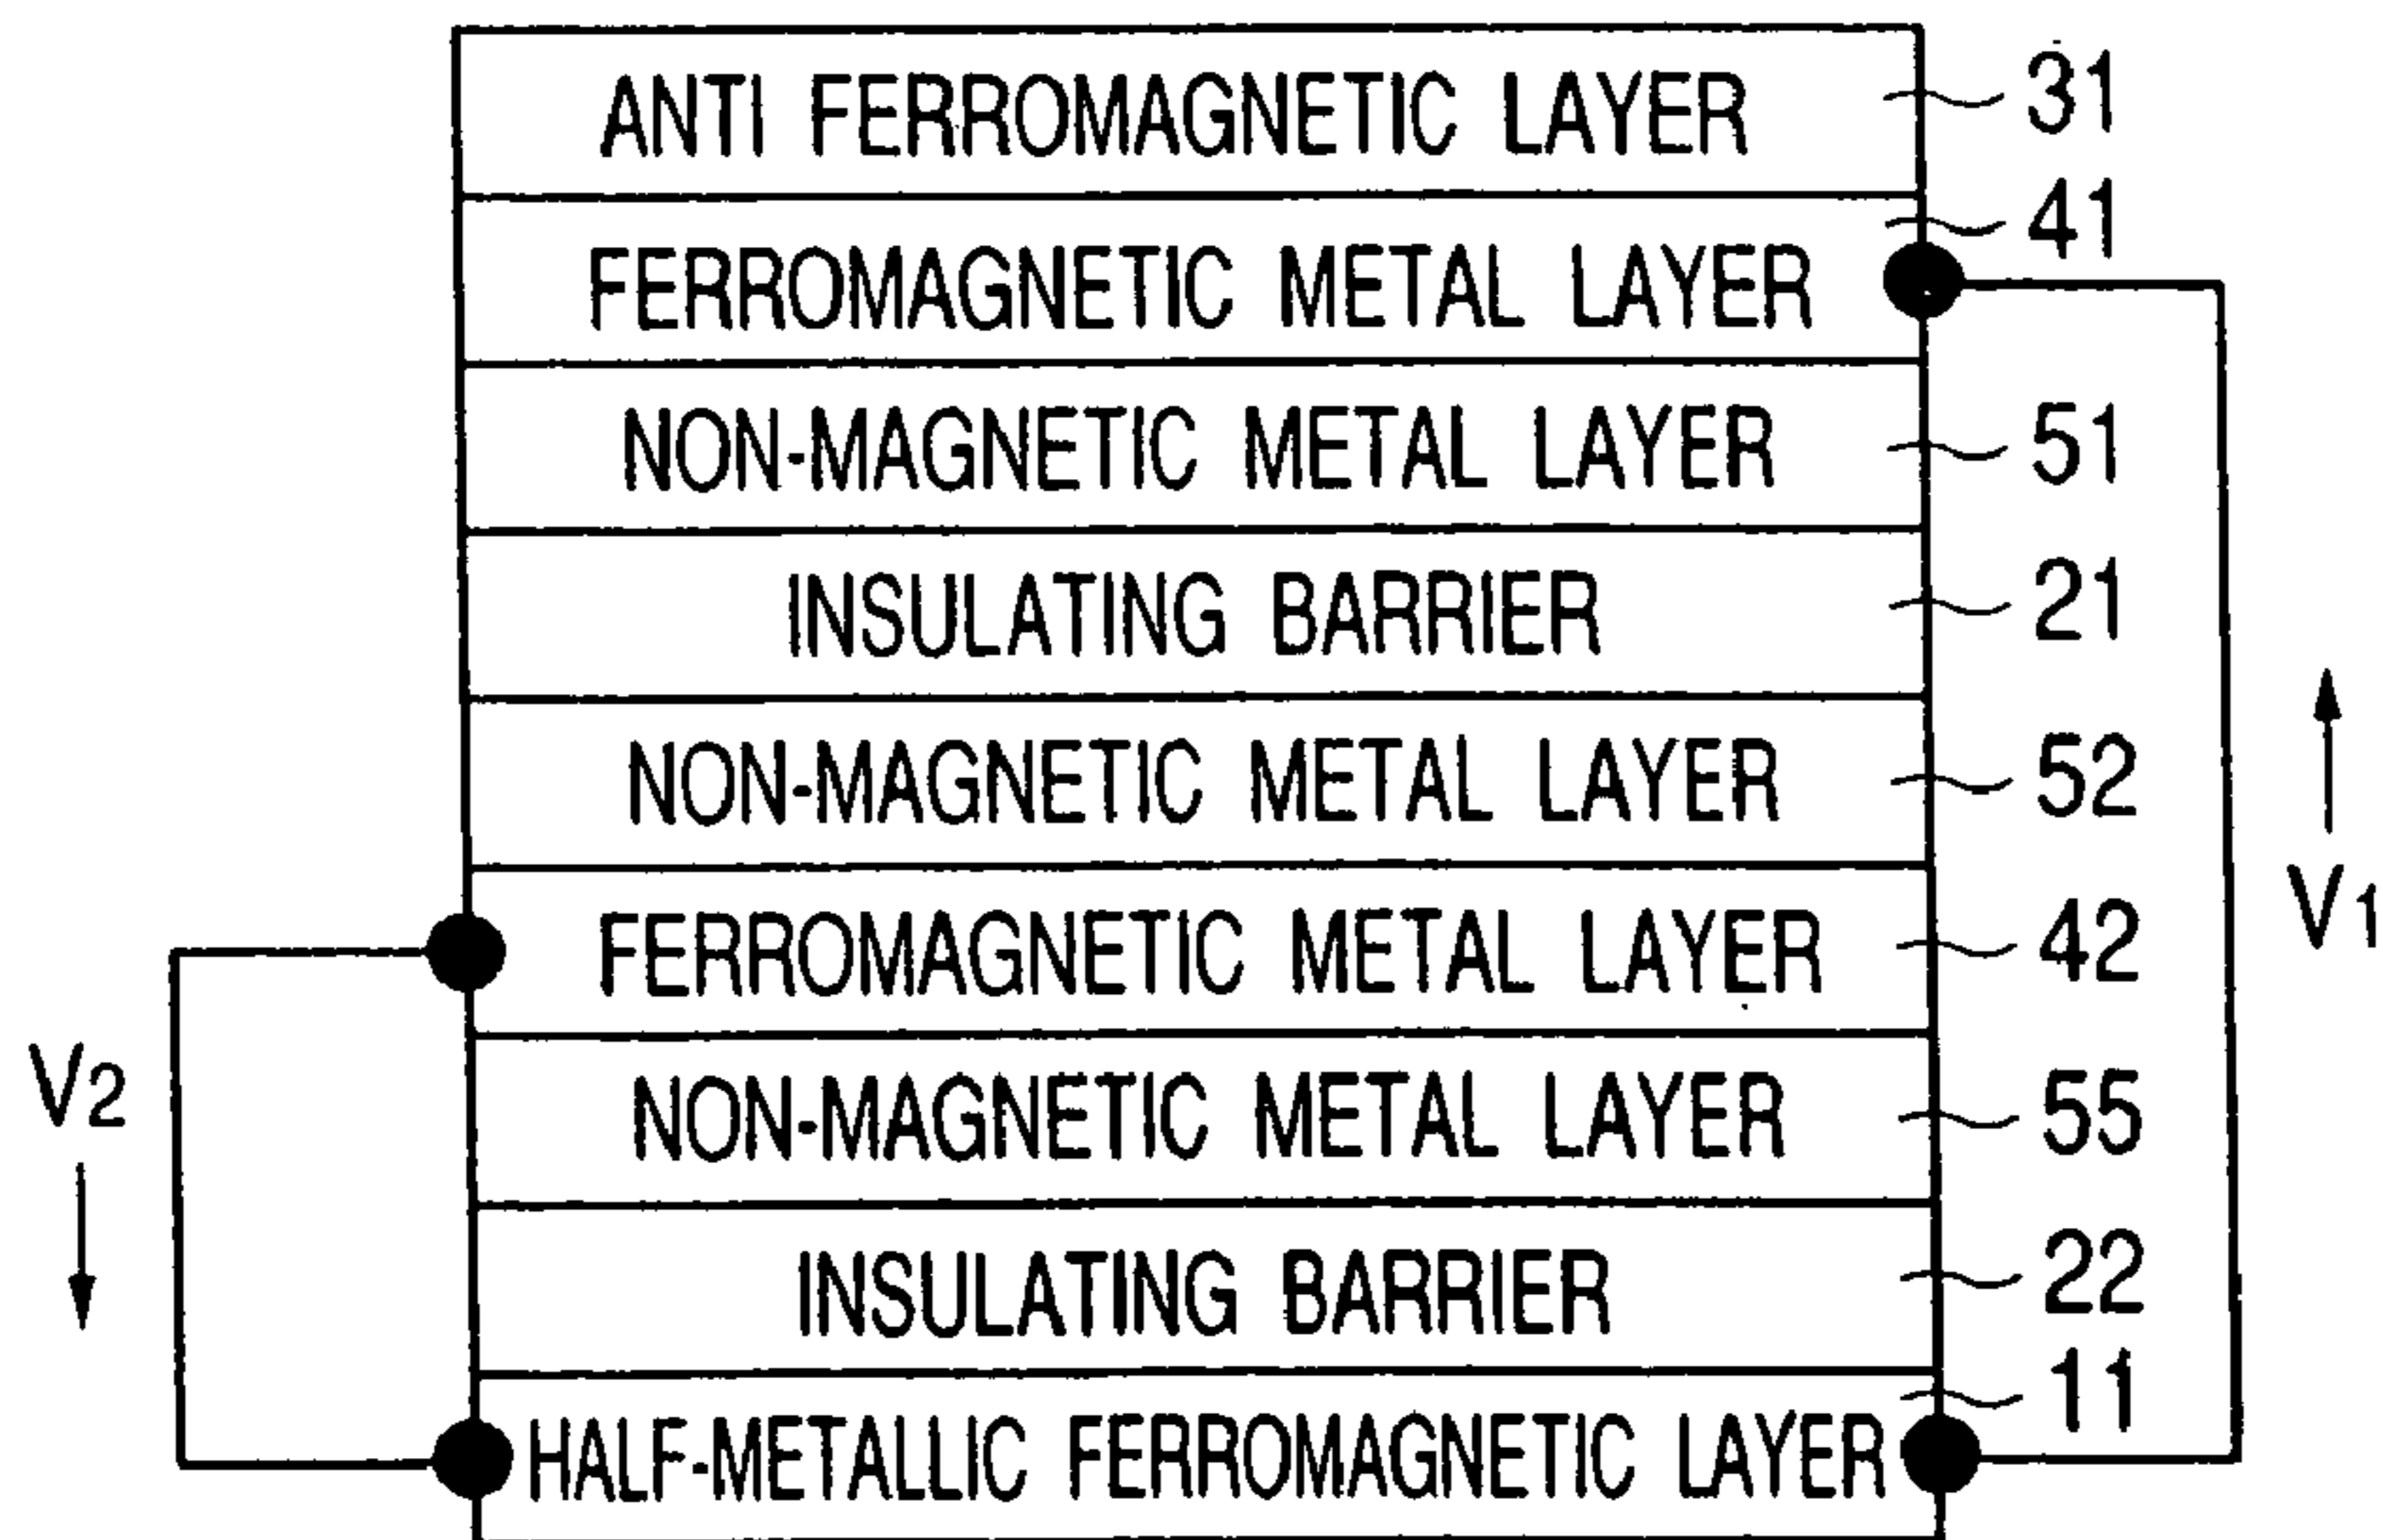 ANTI FERROMAGNETIC LAYER 31
41
FERROMAGNETIC METAL LAYER
NON-MAGNETIC METAL LAYER 51
INSULATING BARRIER 21
NON-MAGNETIC METAL LAYER 52
FERROMAGNETIC METAL LAYER 42
V1
NON-MAGNETIC METAL LAYER 55
V2
INSULATING BARRIER 22
11
HALF-METALLIC FERROMAGNETIC LAYER